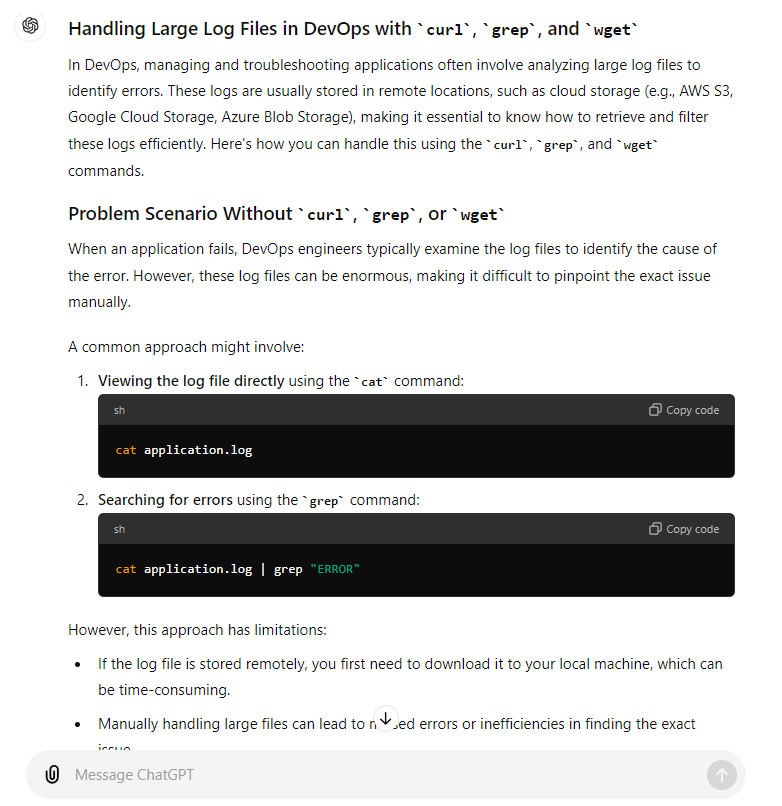 Handling Large Log Files in DevOps with `curl`, `grep`, and `wget`
In DevOps, managing and troubleshooting applications often involve analyzing large log files to
identify errors. These logs are usually stored in remote locations, such as cloud storage (e.g., AWS S3,
Google Cloud Storage, Azure Blob Storage), making it essential to know how to retrieve and filter
these logs efficiently. Here's how you can handle this using the `curl`, `grep`, and `wget`
commands.
Problem Scenario Without `curl`, `grep`, or `wget`
When an application fails, DevOps engineers typically examine the log files to identify the cause of
the error. However, these log files can be enormous, making it difficult to pinpoint the exact issue
manually.
A common approach might involve:
1. Viewing the log file directly using the `cat` command:
sh Copy code
cat application.log
2. Searching for errors using the `grep` command:
sh Copy code
cat application.log | grep "ERROR"
However, this approach has limitations:
• If the log file is stored remotely, you first need to download it to your local machine, which can
be time-consuming.
• Manually handling large files can lead to errors or inefficiencies in finding the exact
issue
Message ChatGPT